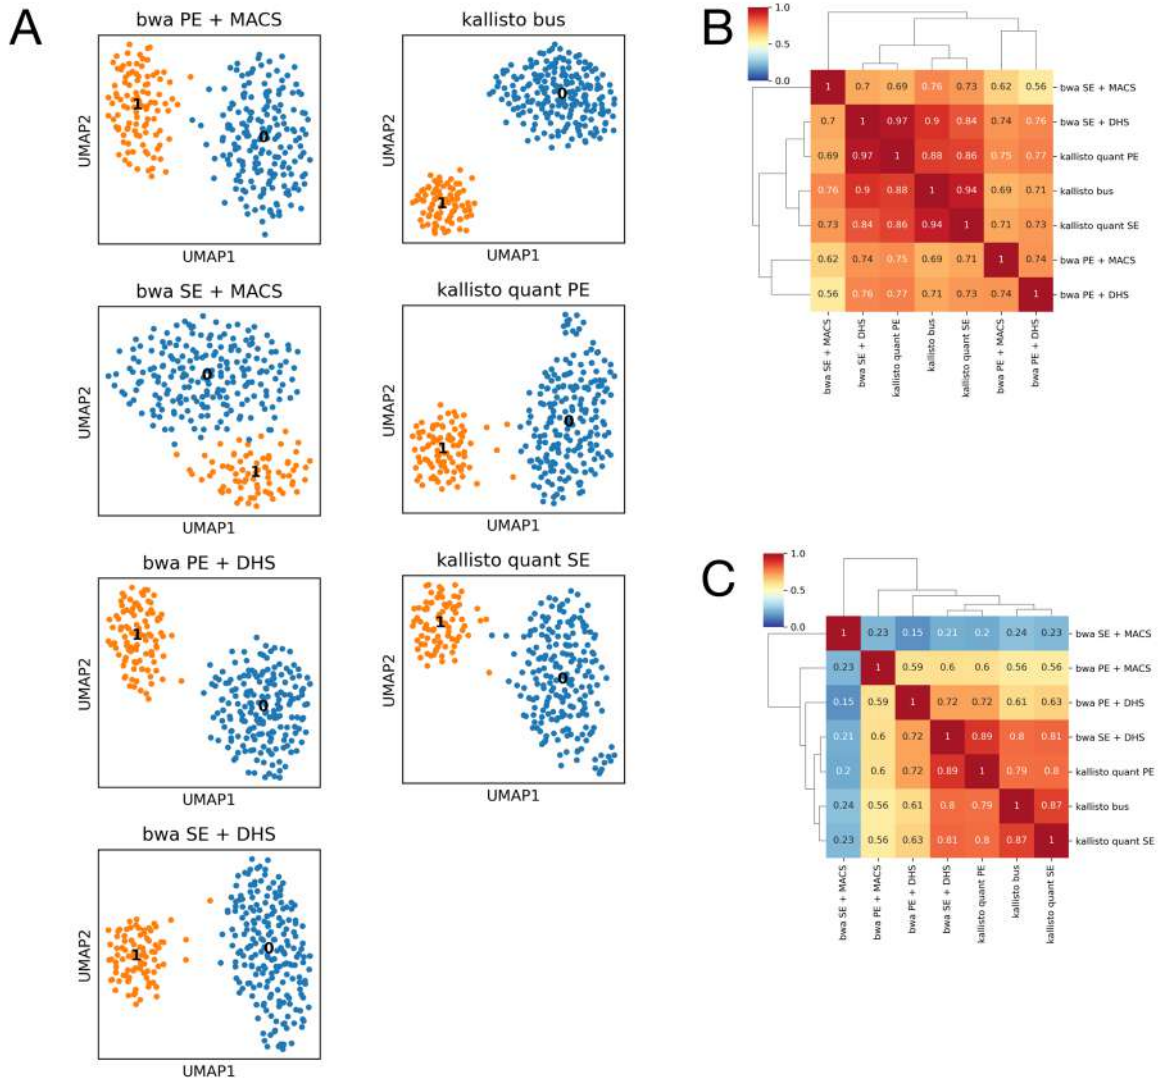 A
bwa PE + MACS
1
0
UMAP2
UMAP1
kallisto bus
0
1
UMAP2
UMAP1
bwa SE + MACS
0
1
UMAP2
UMAP1
kallisto quant PE
0
1
UMAP2
UMAP1
bwa PE + DHS
1
0
UMAP2
UMAP1
kallisto quant SE
1
0
UMAP2
UMAP1
bwa SE + DHS
1
0
UMAP2
UMAP1
B
1.0
0.5
0.0
1 0.7 0.69 0.76 0.73 0.62 0.56 bwa SE + MACS
0.7 1 0.97 0.9 0.84 0.74 0.76 bwa SE + DHS
0.69 0.97 1 0.88 0.86 0.75 0.77 kallisto quant PE
0.76 0.9 0.88 1 0.94 0.69 0.71 kallisto bus
0.73 0.84 0.86 0.94 1 0.71 0.73 kallisto quant SE
0.62 0.74 0.75 0.69 0.71 1 0.74 bwa PE + MACS
0.56 0.76 0.77 0.71 0.73 0.74 1 bwa PE + DHS
bwa SE + MACS
bwa SE + DHS
kallisto quant PE
kallisto bus
kallisto quant SE
bwa PE + MACS
bwa PE + DHS
C
1.0
0.5
0.0
1 0.23 0.15 0.21 0.2 0.24 0.23 bwa SE + MACS
0.23 1 0.59 0.6 0.6 0.56 0.56 bwa PE + MACS
0.15 0.59 1 0.72 0.72 0.61 0.63 bwa PE + DHS
0.21 0.6 0.72 1 0.89 0.8 0.81 bwa SE + DHS
0.2 0.6 0.72 0.89 1 0.79 0.8 kallisto quant PE
0.24 0.56 0.61 0.8 0.79 1 0.87 kallisto bus
0.23 0.56 0.63 0.81 0.8 0.87 1 kallisto quant SE
bwa SE + MACS
bwa PE + MACS
bwa PE + DHS
bwa SE + DHS
kallisto quant PE
kallisto bus
kallisto quant SE